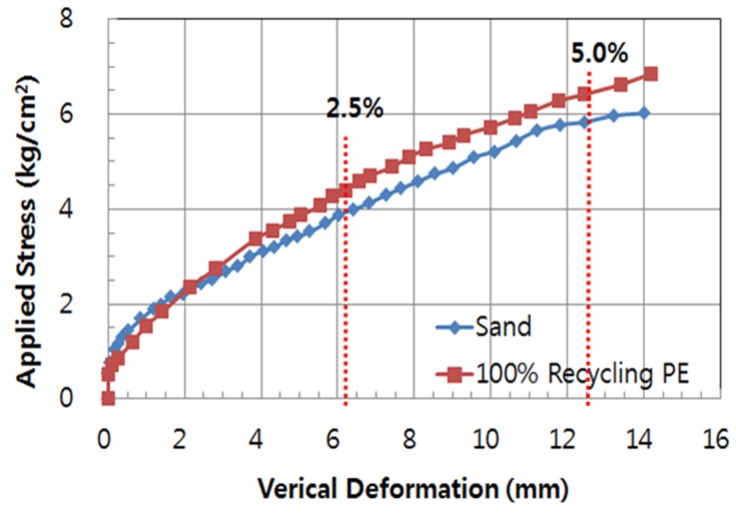 8
5.0%
2.5%
6
Applied Stress (kg/cm²)
4
2
Sand
100% Recycling PE
0
0 2 4 6 8 10 12 14 16
Verical Deformation (mm)